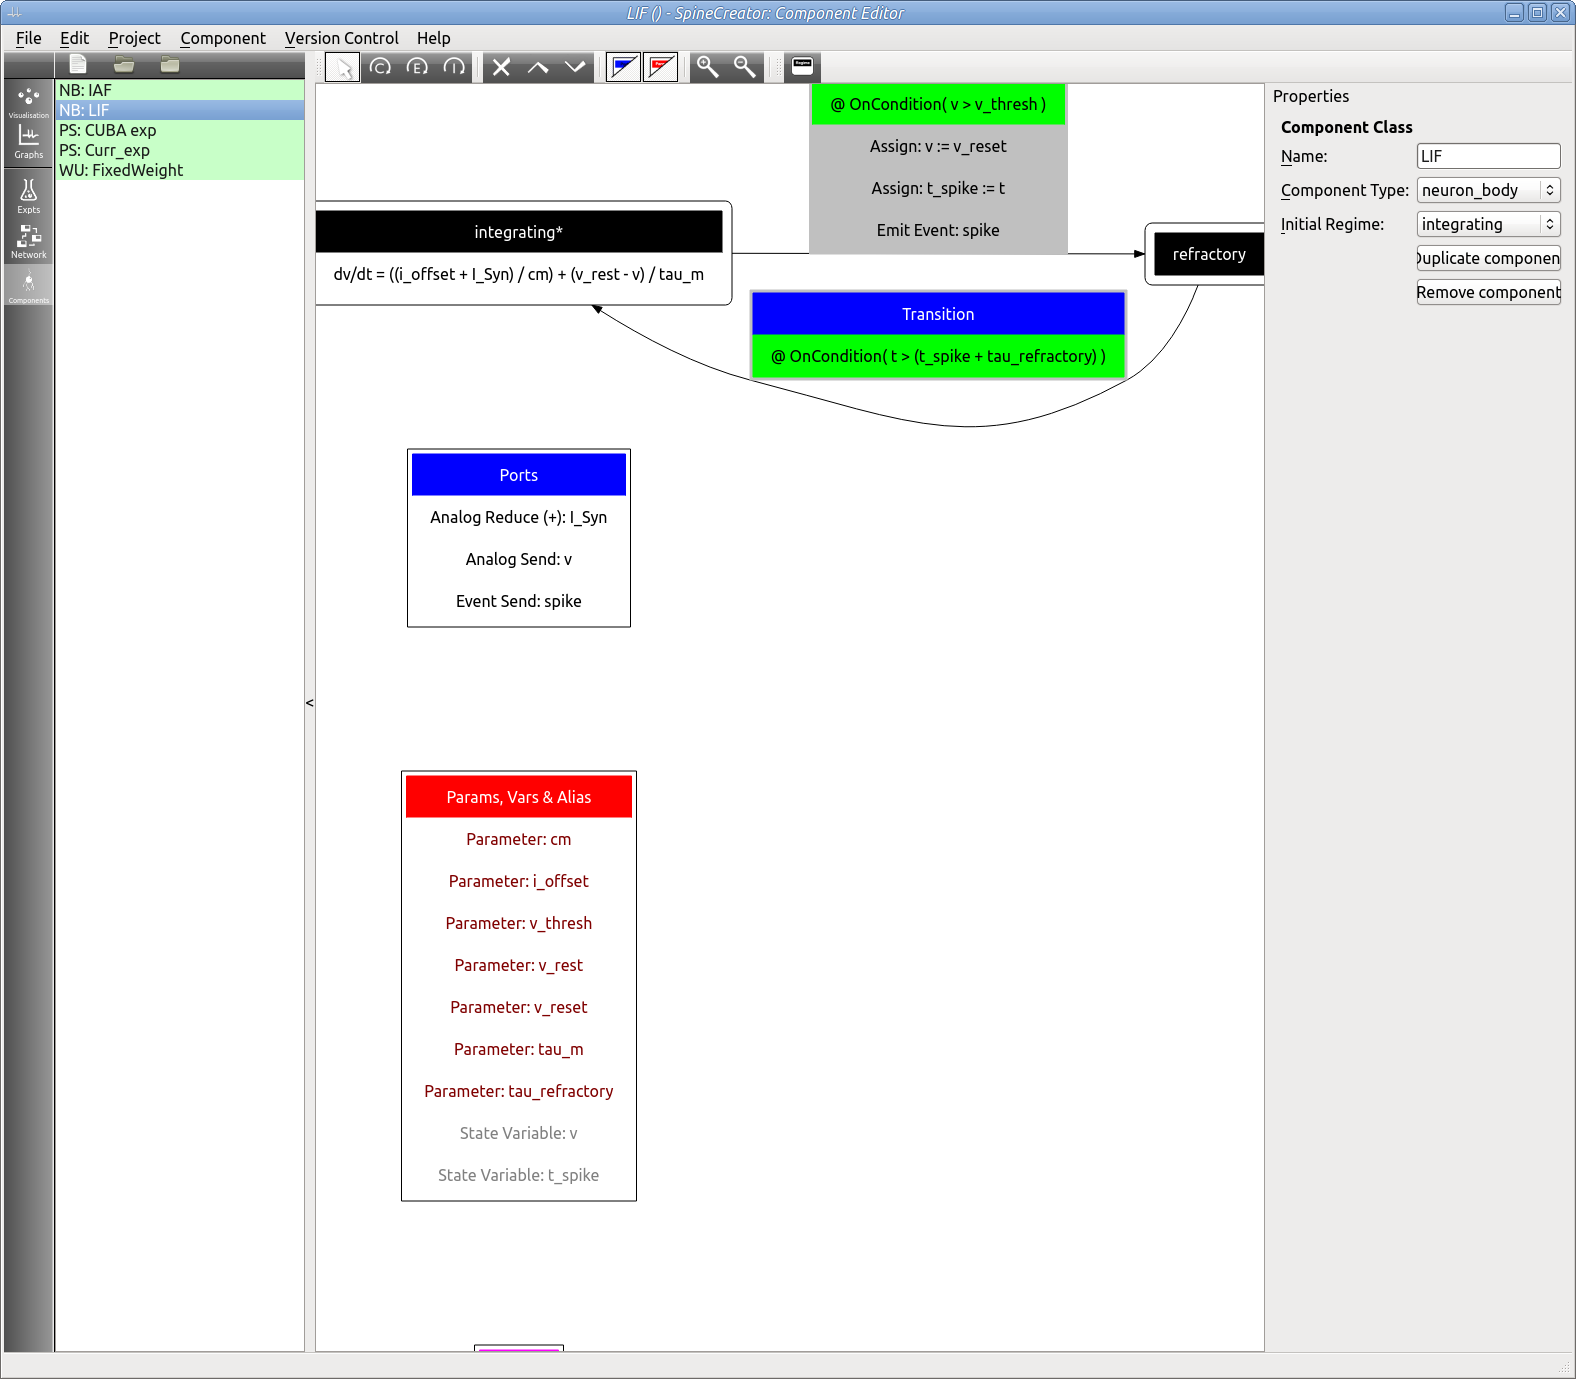 LIF () - SpineCreator: Component Editor
File Edit Project Component Version Control Help
C E I
Regime
Visualisation
Graphs
Expts
Network
Components
NB: IAF
NB: LIF
PS: CUBA exp
PS: Curr_exp
WU: FixedWeight
<
@ OnCondition( v > v_thresh )
Assign: v := v_reset
Assign: t_spike := t
Emit Event: spike
integrating*
dv/dt = ((i_offset + I_Syn) / cm) + (v_rest - v) / tau_m
refractory
Transition
@ OnCondition( t > (t_spike + tau_refractory) )
Ports
Analog Reduce (+): I_Syn
Analog Send: v
Event Send: spike
Params, Vars & Alias
Parameter: cm
Parameter: i_offset
Parameter: v_thresh
Parameter: v_rest
Parameter: v_reset
Parameter: tau_m
Parameter: tau_refractory
State Variable: v
State Variable: t_spike
Properties
Component Class
Name: LIF
Component Type: neuron_body
Initial Regime: integrating
Duplicate componen
Remove component